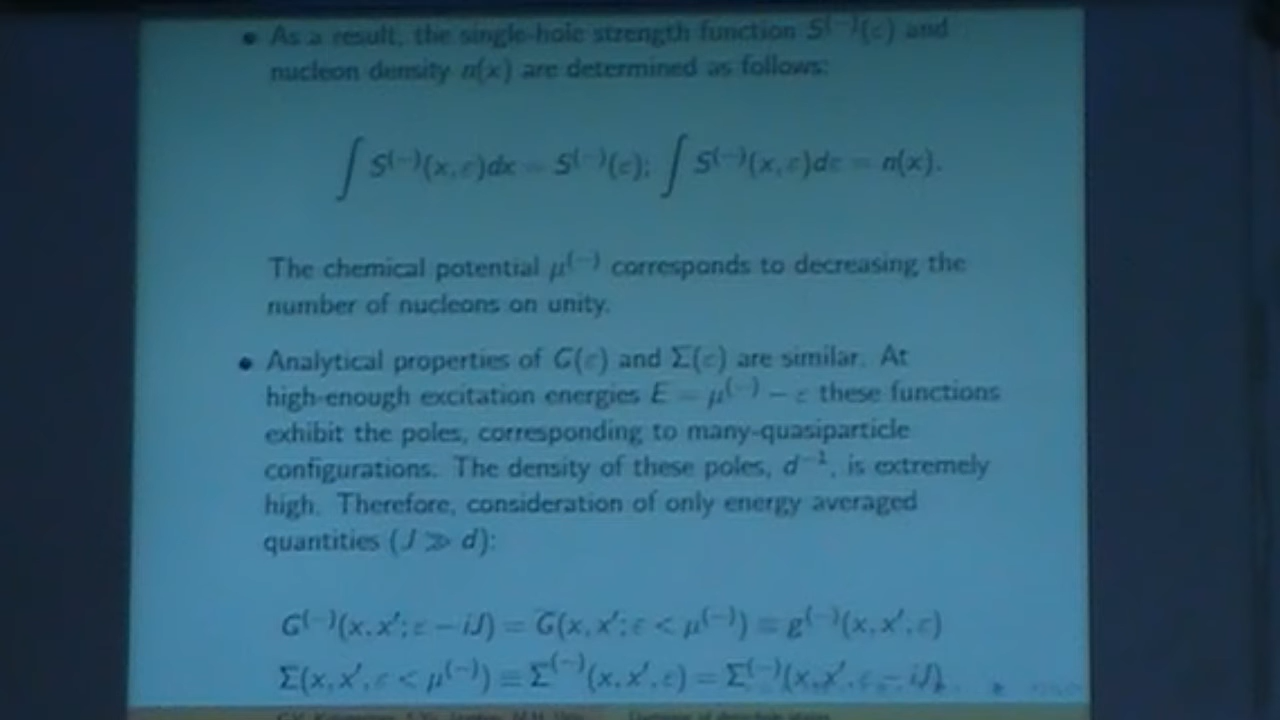 • As a result, the single-hole strength function S⁽⁻⁾(ε) and
nucleon density n(x) are determined as follows:
∫ S⁽⁻⁾(x, ε)dx = S⁽⁻⁾(ε); ∫ S⁽⁻⁾(x, ε)dε = n(x).
The chemical potential μ⁽⁻⁾ corresponds to decreasing the
number of nucleons on unity.
• Analytical properties of G(ε) and Σ(ε) are similar. At
high-enough excitation energies E = μ⁽⁻⁾ − ε these functions
exhibit the poles, corresponding to many-quasiparticle
configurations. The density of these poles, d⁻¹, is extremely
high. Therefore, consideration of only energy averaged
quantities (J ≫ d):
G⁽⁻⁾(x, x′; ε − iJ) = G̅(x, x′; ε < μ⁽⁻⁾) ≡ g⁽⁻⁾(x, x′, ε)
Σ(x, x′, ε < μ⁽⁻⁾) ≡ Σ⁽⁻⁾(x, x′, ε) = Σ⁽⁻⁾(x, x′, ε − iJ)